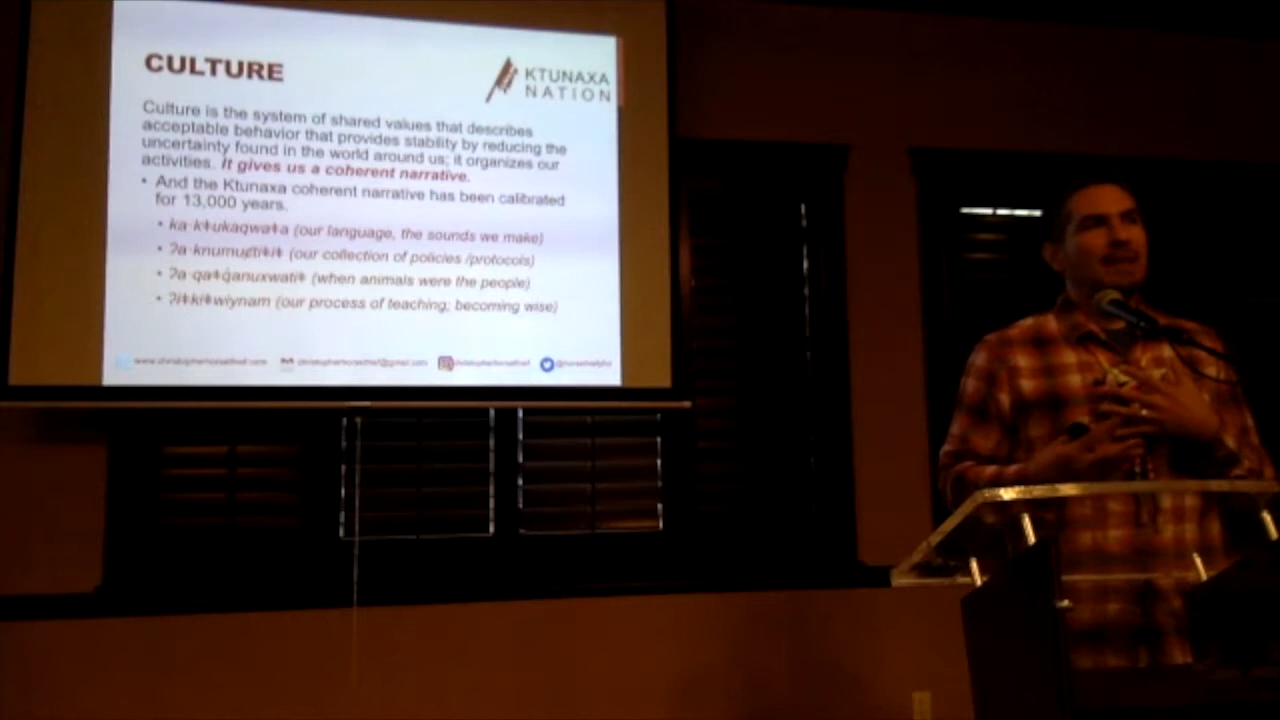 CULTURE
KTUNAXA
NATION
Culture is the system of shared values that describes
acceptable behavior that provides stability by reducing the
uncertainty found in the world around us; it organizes our
activities. It gives us a coherent narrative.
• And the Ktunaxa coherent narrative has been calibrated
for 13,000 years.
• (our language, the sounds we make)
• (our collection of policies /protocols)
• (when animals were the people)
• (our process of teaching; becoming wise)